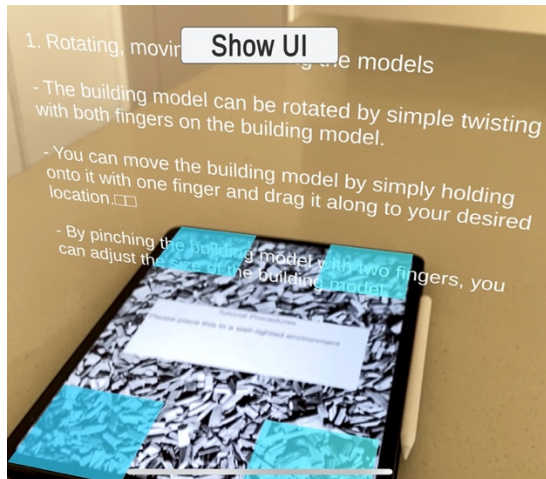 Show UI
1. Rotating, movin the models
- The building model can be rotated by simple twisting
with both fingers on the building model.
- You can move the building model by simply holding
onto it with one finger and drag it along to your desired
location.□□
- By pinching the building model with two fingers, you
can adjust the size of the building model
Tutorial Procedures
Please place this in a well-lighted environment